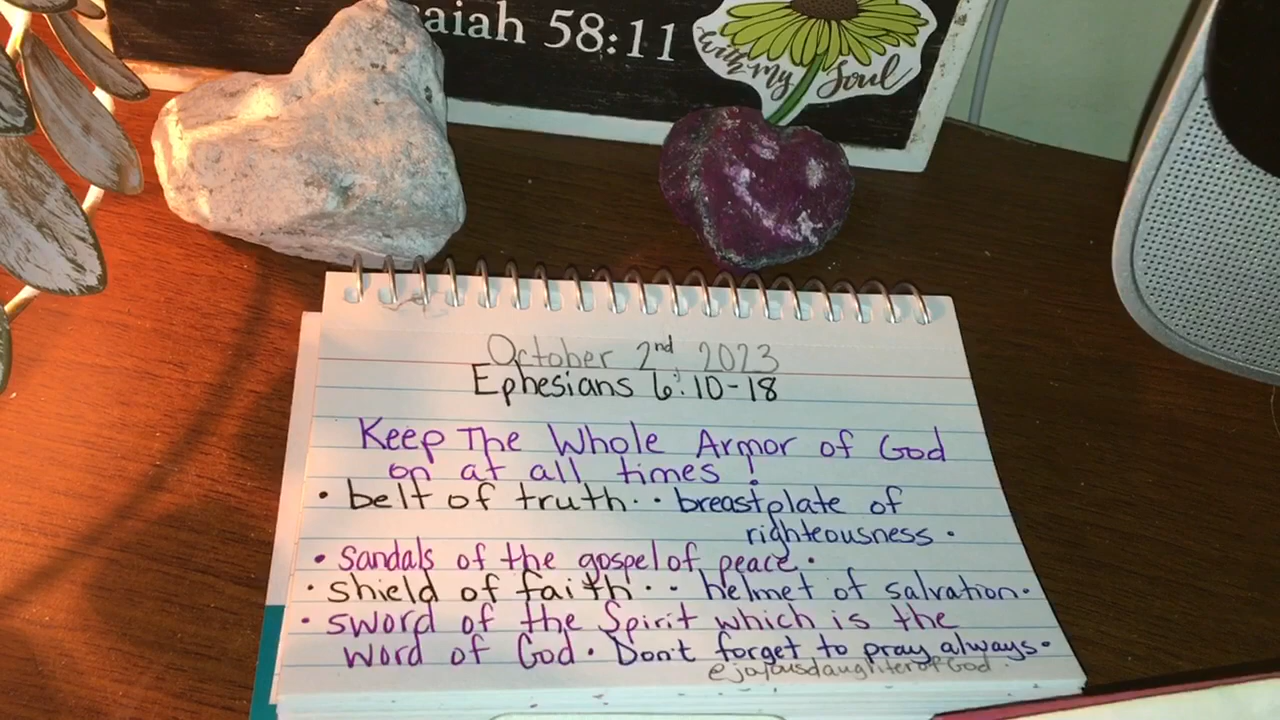 aiah 58:11
with my Soul
October 2nd, 2023
Ephesians 6:10-18
Keep The Whole Armor of God
on at all times!
• belt of truth • • breastplate of
righteousness •
• Sandals of the gospel of peace •
• shield of faith • • helmet of salvation •
• sword of the Spirit which is the
word of God • Don't forget to pray always •
@joyousdaughterofGod